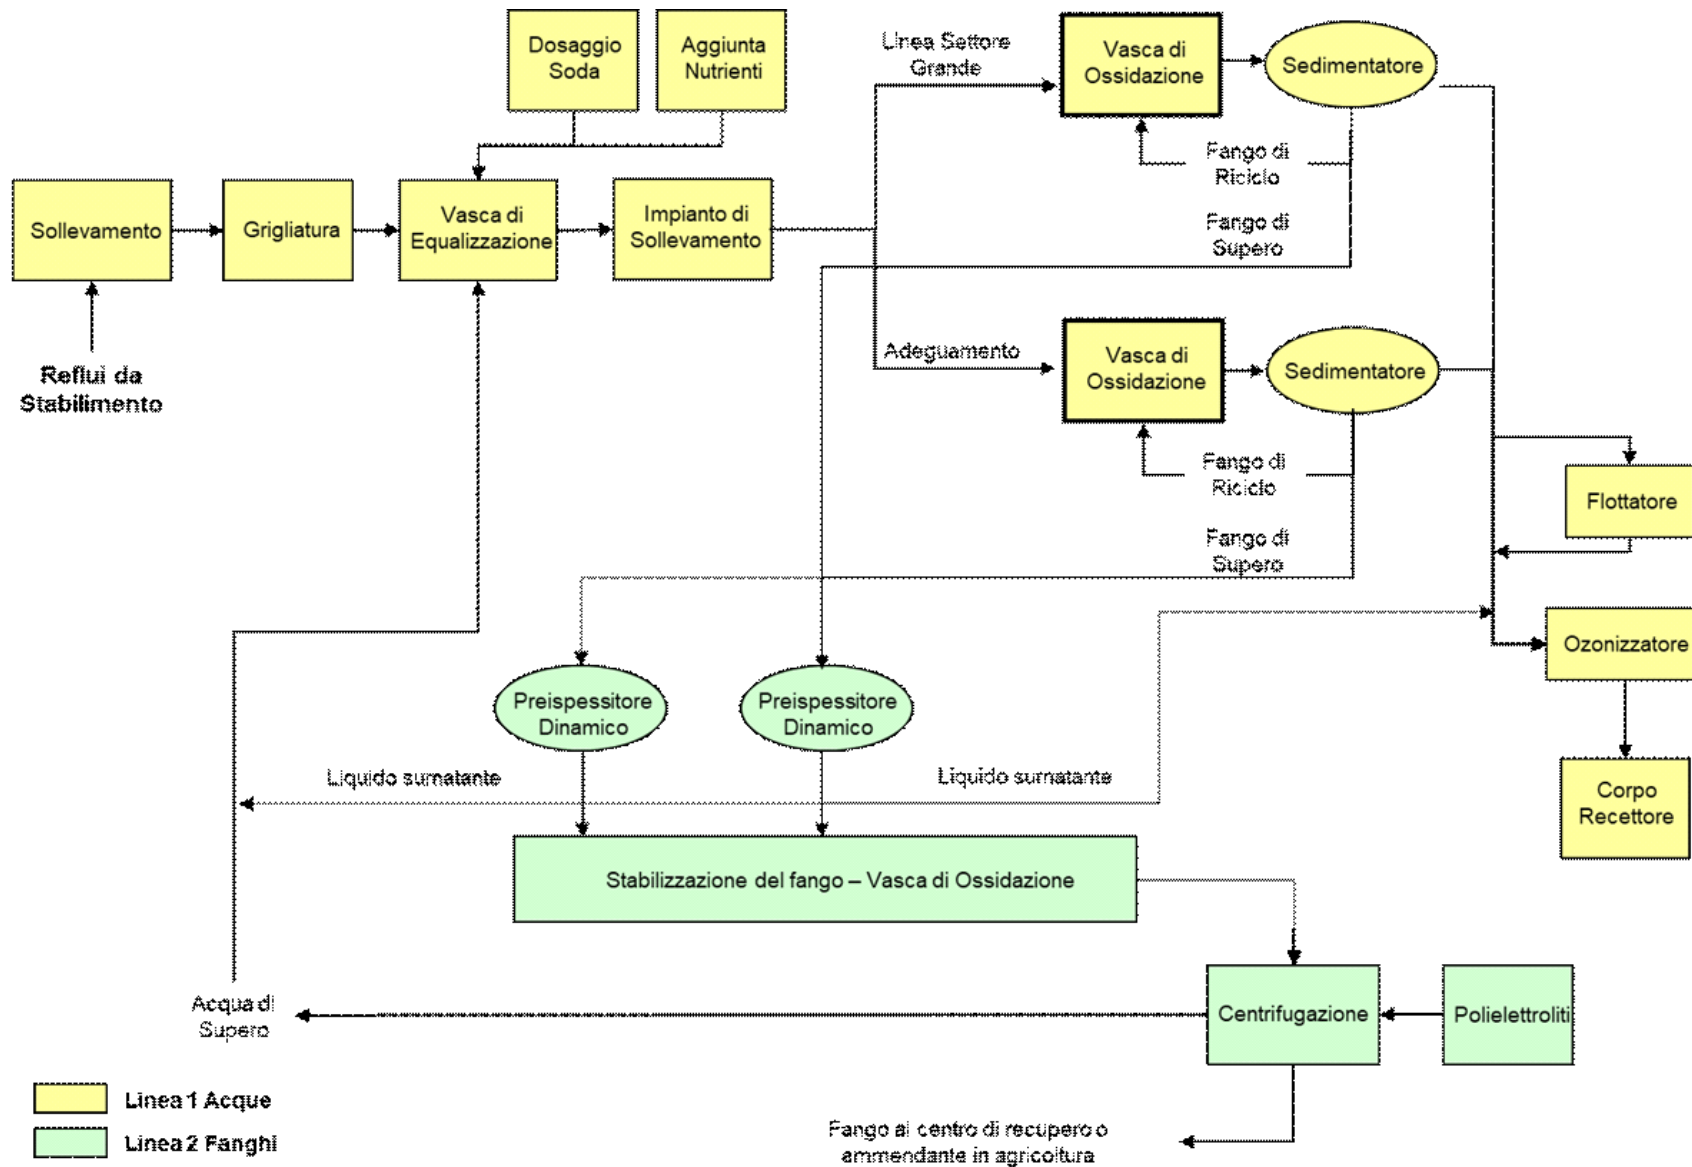 Dosaggio
Soda
Aggiunta
Nutrienti
Linea Settore
Grande
Vasca di
Ossidazione
Sedimentatore
Fango di
Riciclo
Sollevamento
Grigliatura
Vasca di
Equalizzazione
Impianto di
Sollevamento
Fango di
Supero
Reflui da
Stabilimento
Adeguamento
Vasca di
Ossidazione
Sedimentatore
Fango di
Riciclo
Flottatore
Fango di
Supero
Ozonizzatore
Preispessitore
Dinamico
Preispessitore
Dinamico
Liquido surnatante
Liquido surnatante
Corpo
Recettore
Stabilizzazione del fango – Vasca di Ossidazione
Acqua di
Supero
Centrifugazione
Polielettroliti
Linea 1 Acque
Linea 2 Fanghi
Fango al centro di recupero o
ammendante in agricoltura